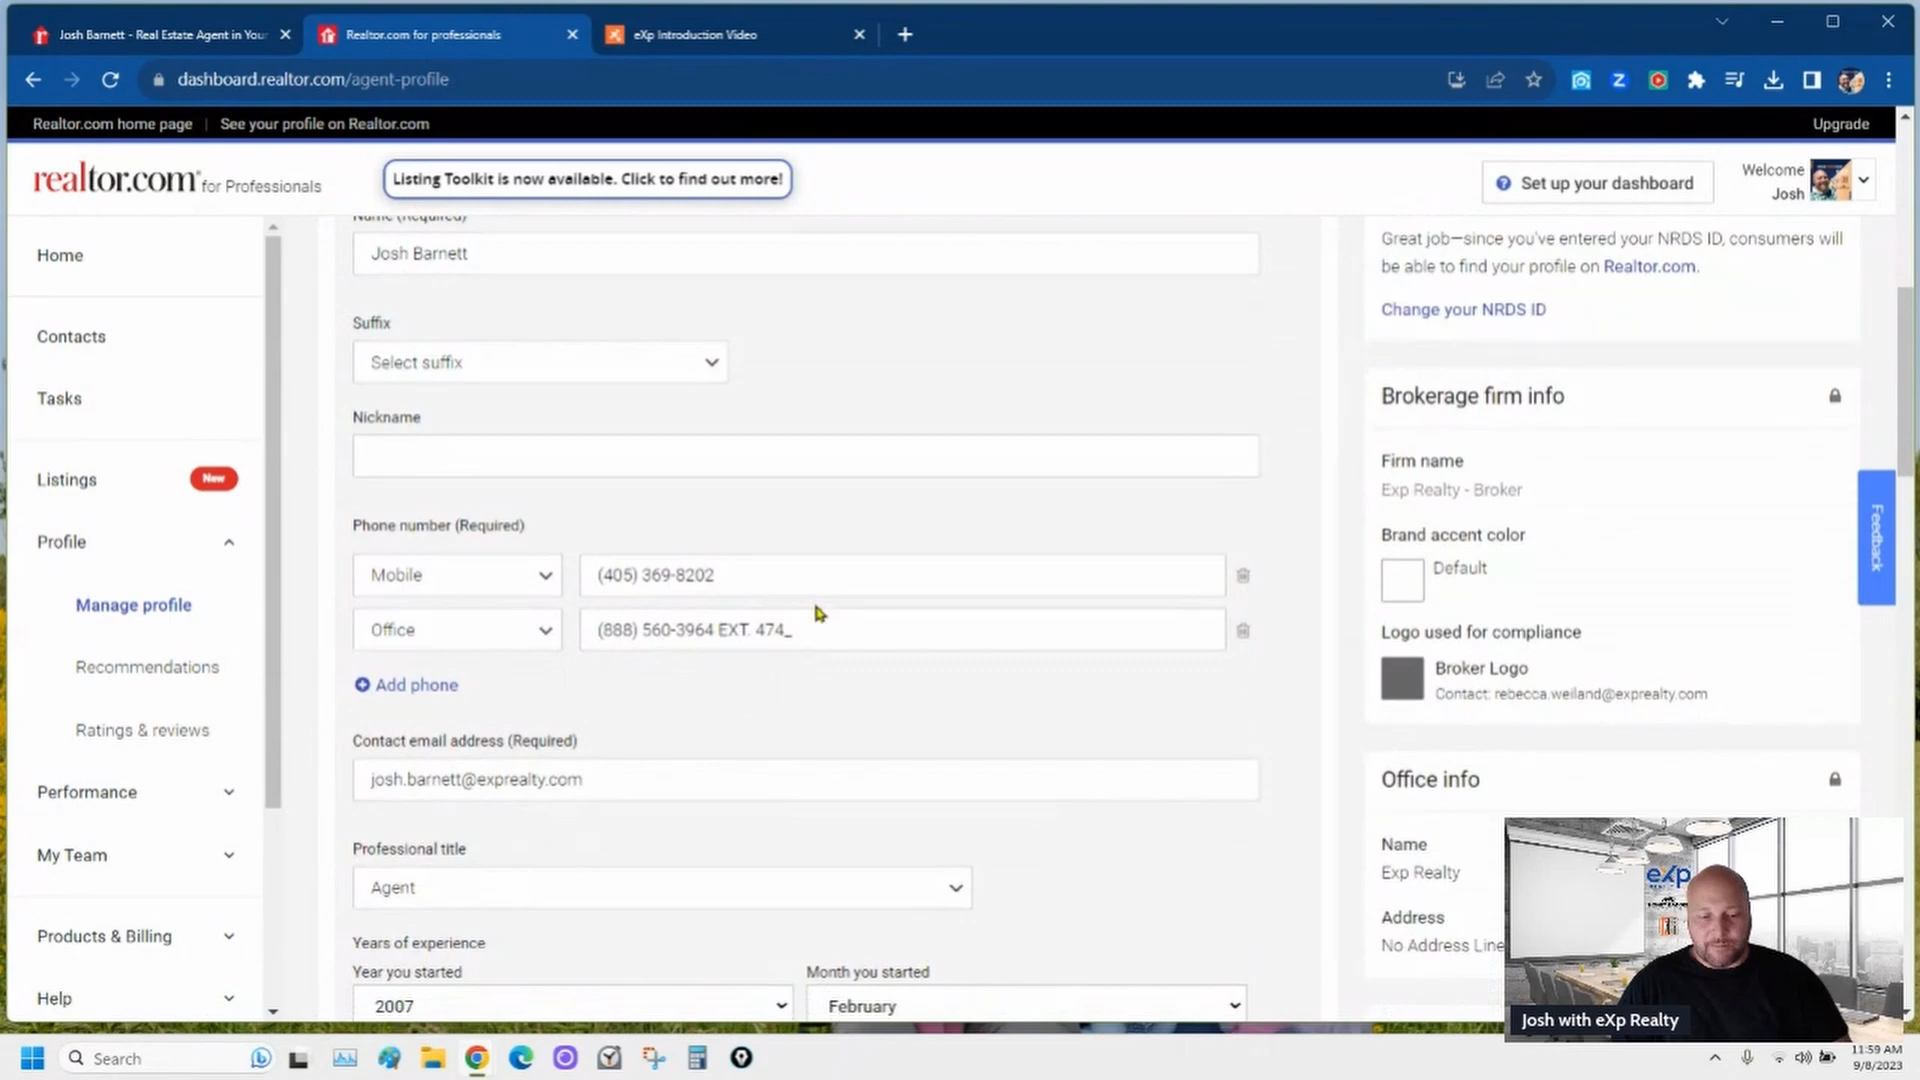 Josh Barnett - Real Estate Agent in Your
Realtor.com for professionals
eXp Introduction Video
dashboard.realtor.com/agent-profile
Realtor.com home page | See your profile on Realtor.com
Upgrade
realtor.com® for Professionals
Listing Toolkit is now available. Click to find out more!
Set up your dashboard
Welcome
Josh
Home
Contacts
Tasks
Listings
New
Profile
Manage profile
Recommendations
Ratings & reviews
Performance
My Team
Products & Billing
Help
Name (Required)
Josh Barnett
Suffix
Select suffix
Nickname
Phone number (Required)
Mobile
(405) 369-8202
Office
(888) 560-3964 EXT. 474_
Add phone
Contact email address (Required)
josh.barnett@exprealty.com
Professional title
Agent
Years of experience
Year you started
Month you started
2007
February
Great job—since you've entered your NRDS ID, consumers will
be able to find your profile on Realtor.com.
Change your NRDS ID
Brokerage firm info
Firm name
Exp Realty - Broker
Brand accent color
Default
Logo used for compliance
Broker Logo
Contact: rebecca.weiland@exprealty.com
Office info
Name
Exp Realty
Address
No Address Line
Feedback
eXp
Josh with eXp Realty
Search
11:59 AM
9/8/2023